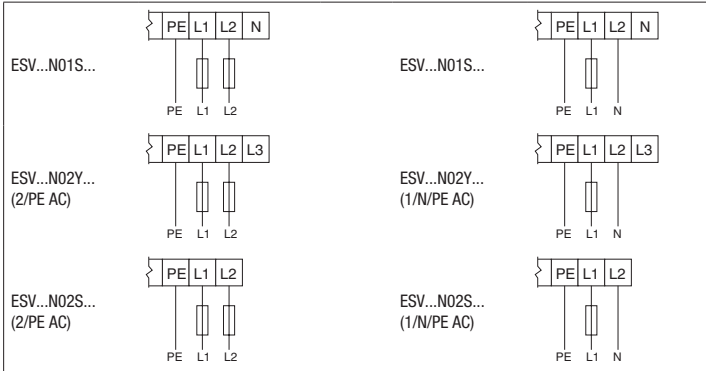 PE L1 L2 N
ESV...N01S...
PE L1 L2
PE L1 L2 N
ESV...N01S...
PE L1 N
PE L1 L2 L3
ESV...N02Y...
(2/PE AC)
PE L1 L2
PE L1 L2 L3
ESV...N02Y...
(1/N/PE AC)
PE L1 N
PE L1 L2
ESV...N02S...
(2/PE AC)
PE L1 L2
PE L1 L2
ESV...N02S...
(1/N/PE AC)
PE L1 N